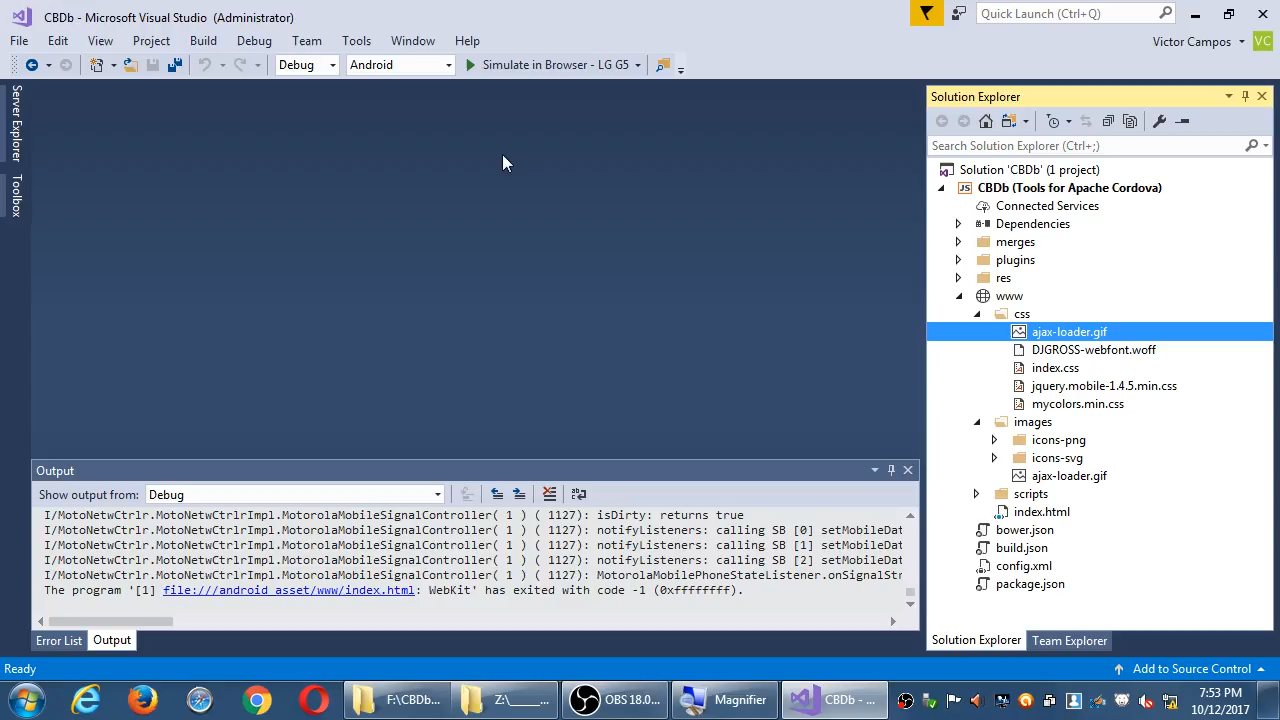 CBDb - Microsoft Visual Studio (Administrator)
Quick Launch (Ctrl+Q)
File Edit View Project Build Debug Team Tools Window Help
Victor Campos VC
Debug Android Simulate in Browser - LG G5
Server Explorer
Toolbox
Solution Explorer
Search Solution Explorer (Ctrl+;)
Solution 'CBDb' (1 project)
JS CBDb (Tools for Apache Cordova)
Connected Services
Dependencies
merges
plugins
res
www
css
ajax-loader.gif
DJGROSS-webfont.woff
index.css
jquery.mobile-1.4.5.min.css
mycolors.min.css
images
icons-png
icons-svg
ajax-loader.gif
scripts
index.html
bower.json
build.json
config.xml
package.json
Solution Explorer Team Explorer
Output
Show output from: Debug
I/MotoNetwCtrlr.MotoNetwCtrlrImpl.MotorolaMobileSignalController( 1 ) ( 1127): isDirty: returns true
I/MotoNetwCtrlr.MotoNetwCtrlrImpl.MotorolaMobileSignalController( 1 ) ( 1127): notifyListeners: calling SB [0] setMobileDat
I/MotoNetwCtrlr.MotoNetwCtrlrImpl.MotorolaMobileSignalController( 1 ) ( 1127): notifyListeners: calling SB [1] setMobileDat
I/MotoNetwCtrlr.MotoNetwCtrlrImpl.MotorolaMobileSignalController( 1 ) ( 1127): notifyListeners: calling SB [2] setMobileDat
I/MotoNetwCtrlr.MotoNetwCtrlrImpl.MotorolaMobileSignalController( 1 ) ( 1127): MotorolaMobilePhoneStateListener.onSignalStr
The program '[1] file:///android_asset/www/index.html: WebKit' has exited with code -1 (0xffffffff).
Error List Output
Ready
Add to Source Control
F:\CBDb... Z:\_____... OBS 18.0.... Magnifier CBDb - ...
7:53 PM
10/12/2017